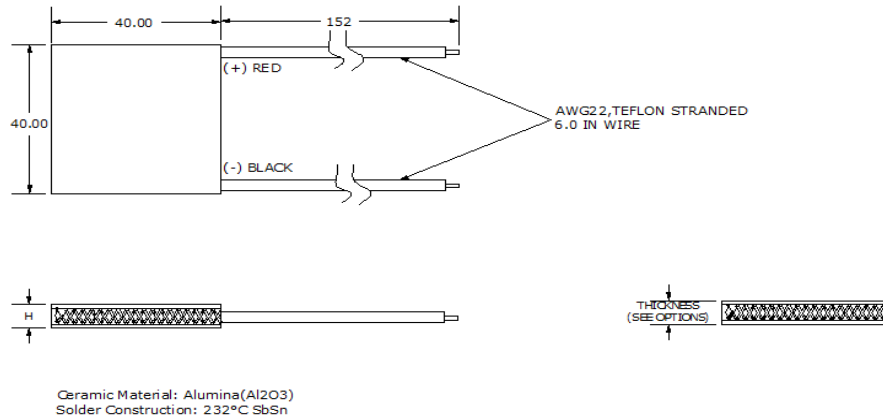 40.00
152
(+) RED
40.00
AWG22,TEFLON STRANDED
6.0 IN WIRE
(-) BLACK
H
THICKNESS
(SEE OPTIONS)
Ceramic Material: Alumina(Al2O3)
Solder Construction: 232°C SbSn